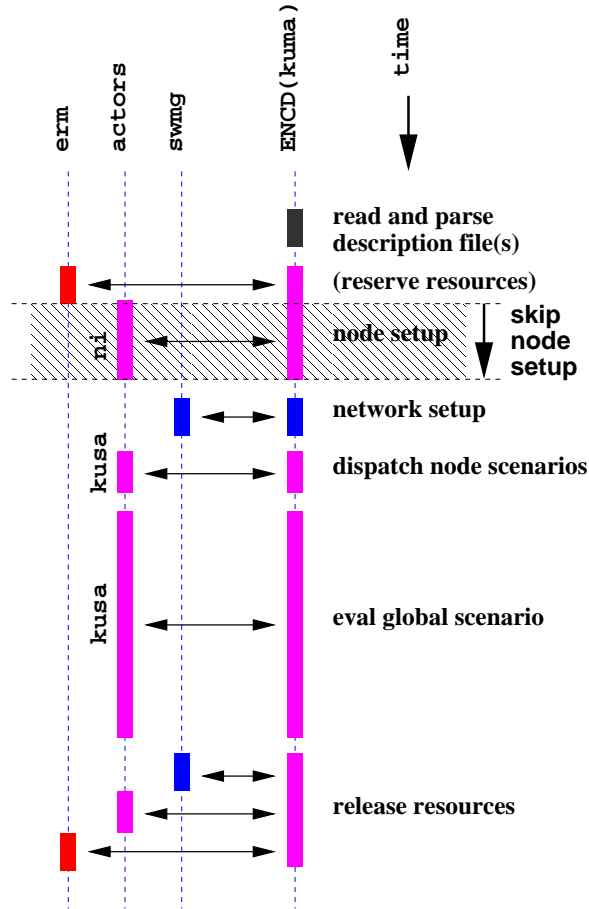 erm
actors
swmg
ENCD(kuma)
time
read and parse
description file(s)
(reserve resources)
ni
node setup
skip
node
setup
network setup
kusa
dispatch node scenarios
kusa
eval global scenario
release resources